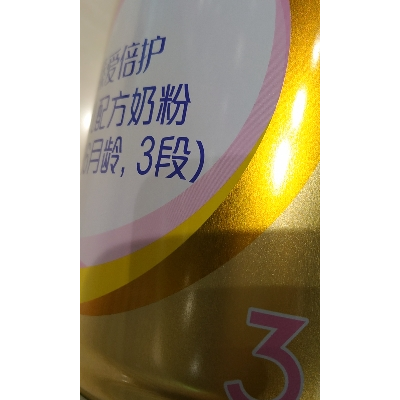 爱倍护
配方奶粉
月龄, 3段)
3